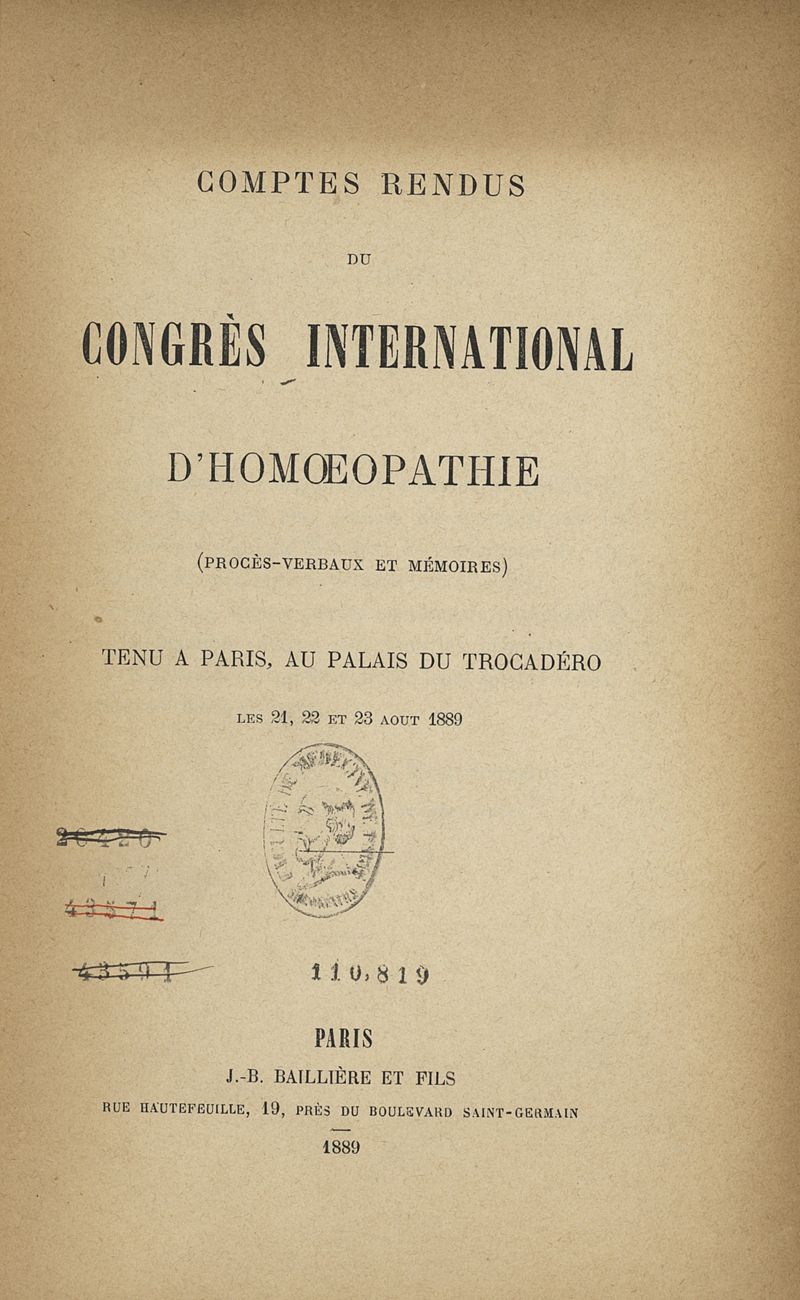 COMPTES RENDUS
DU
CONGRÈS INTERNATIONAL
D'HOMŒOPATHIE
(PROCÈS-VERBAUX ET MÉMOIRES)
TENU A PARIS, AU PALAIS DU TROCADÉRO
LES 21, 22 ET 23 AOUT 1889
43571
110,819
PARIS
J.-B. BAILLIÈRE ET FILS
RUE HAUTEFEUILLE, 19, PRÈS DU BOULEVARD SAINT-GERMAIN
1889